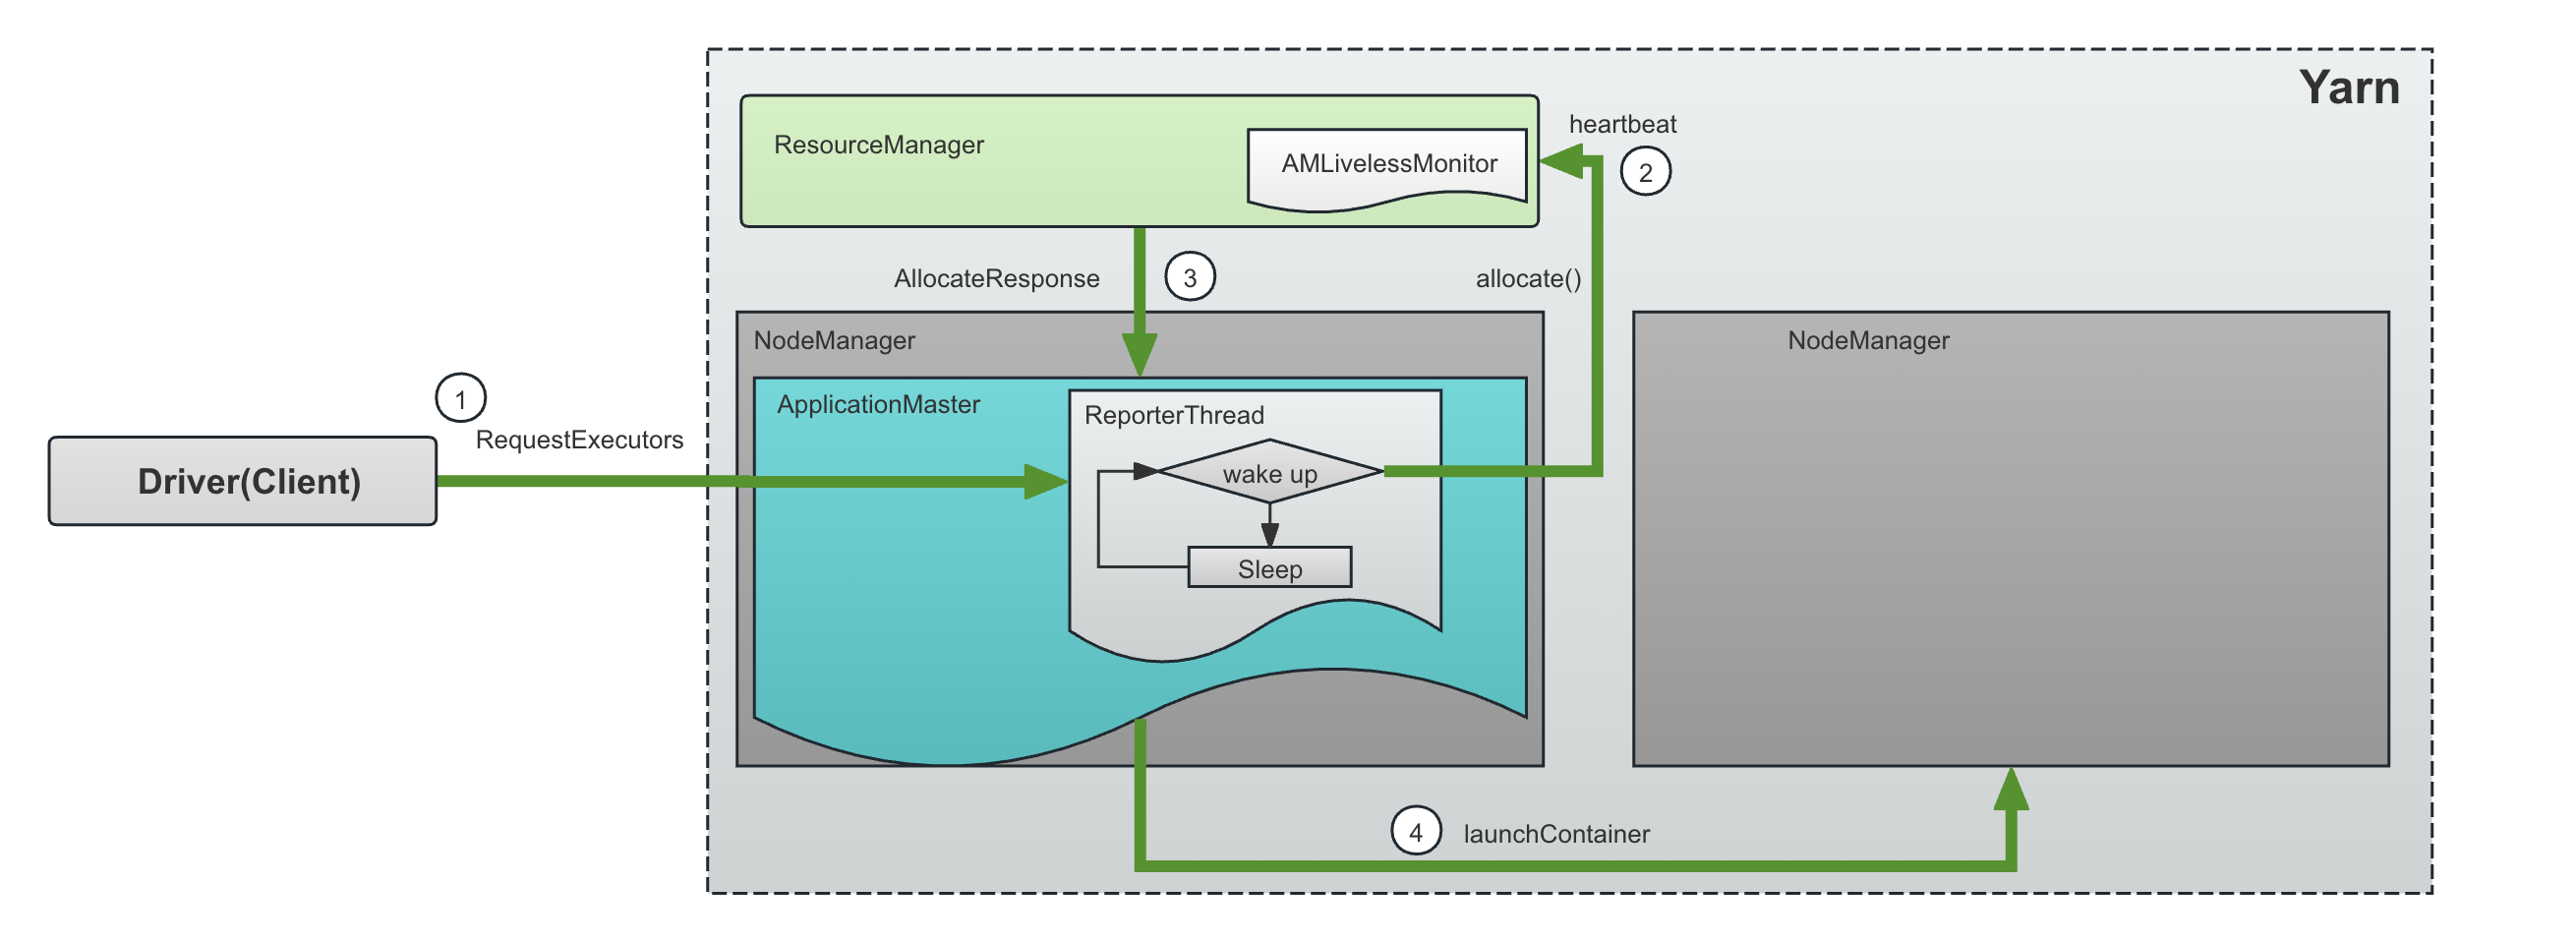 Yarn
ResourceManager
AMLivelessMonitor
heartbeat
2
AllocateResponse
3
allocate()
NodeManager
NodeManager
1
RequestExecutors
Driver(Client)
ApplicationMaster
ReporterThread
wake up
Sleep
4
launchContainer